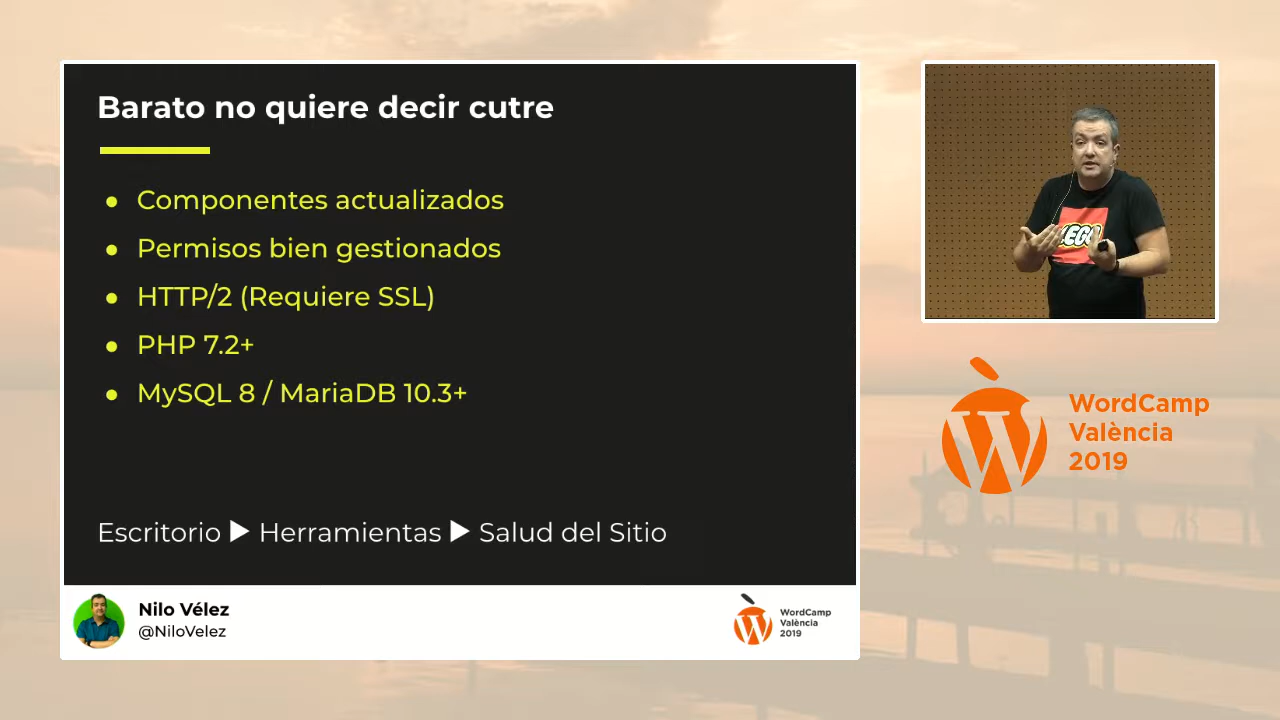 Barato no quiere decir cutre
● Componentes actualizados
● Permisos bien gestionados
● HTTP/2 (Requiere SSL)
● PHP 7.2+
● MySQL 8 / MariaDB 10.3+
Escritorio ▶ Herramientas ▶ Salud del Sitio
Nilo Vélez
@NiloVelez
WordCamp
València
2019
LEGO
WordCamp
València
2019